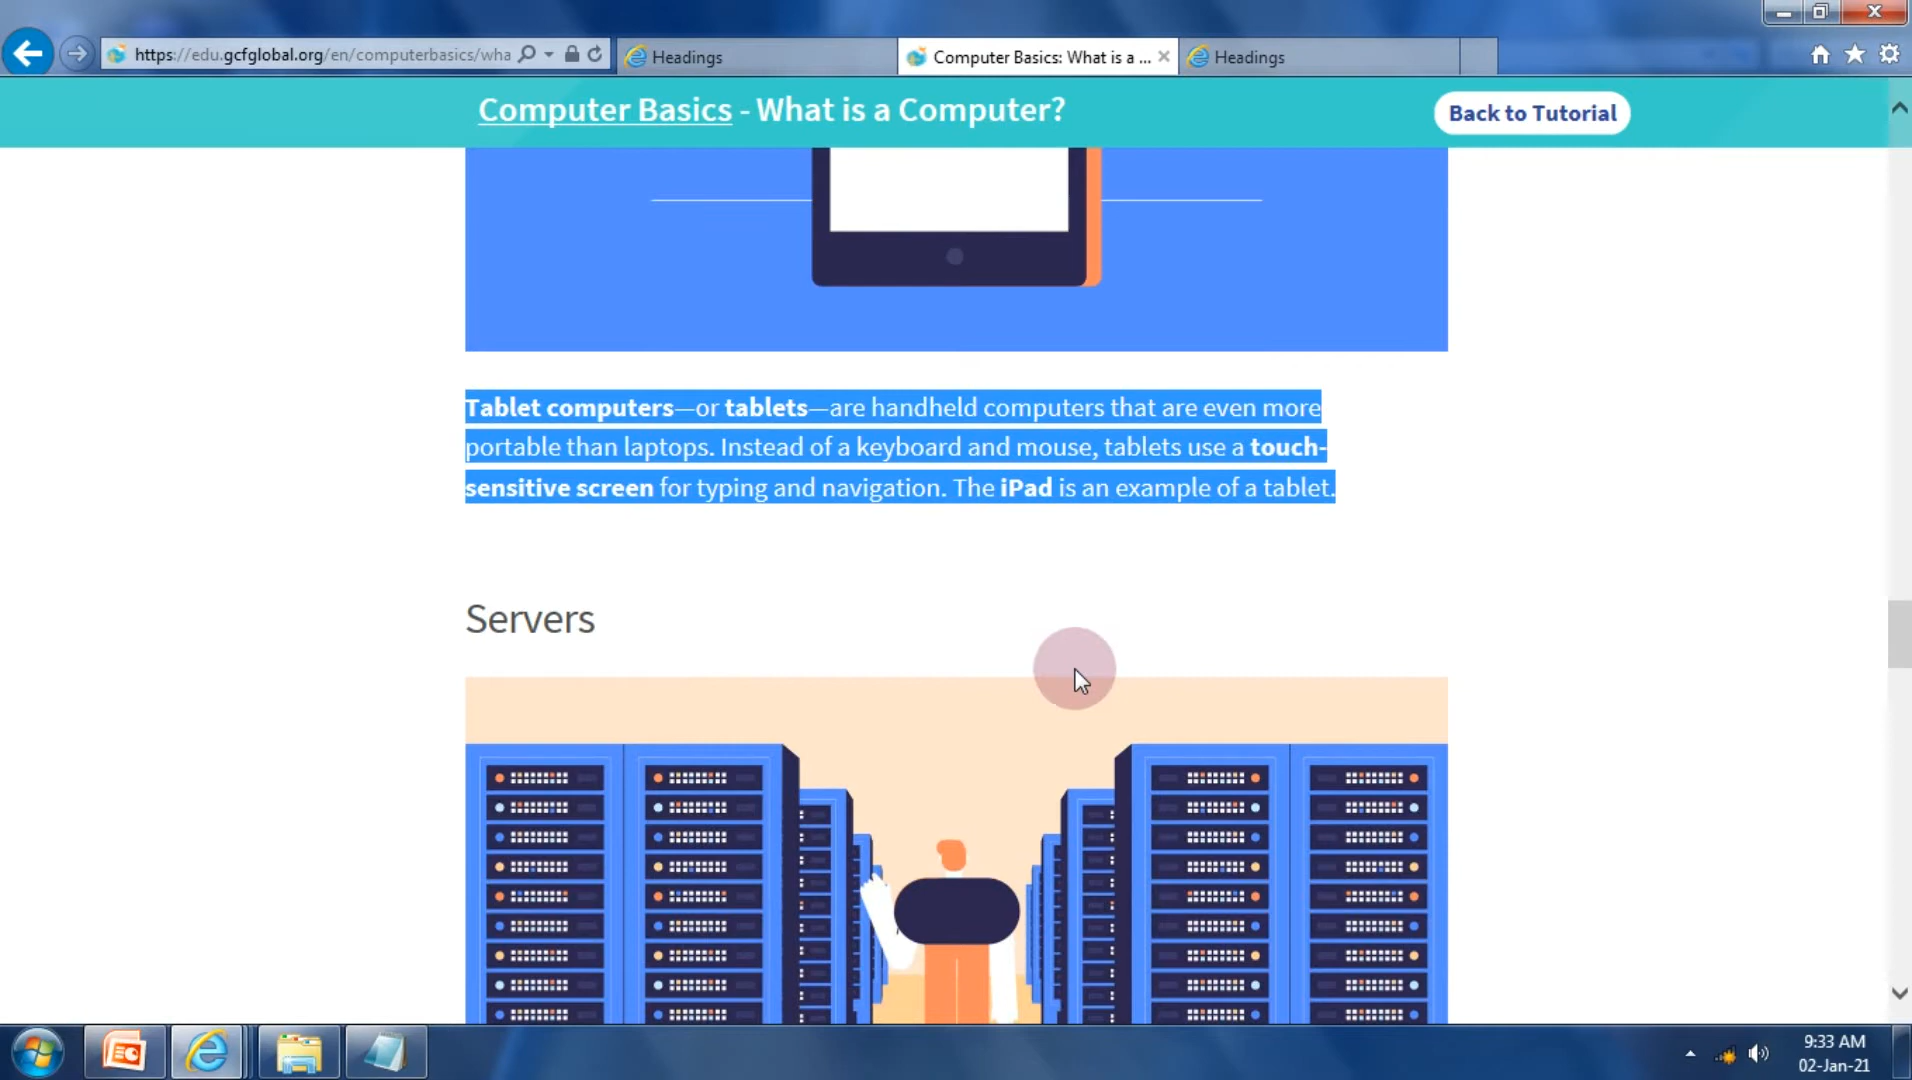 https://edu.gcfglobal.org/en/computerbasics/wha
Headings
Computer Basics: What is a ...
Headings
Computer Basics - What is a Computer?
Back to Tutorial
Tablet computers—or tablets—are handheld computers that are even more
portable than laptops. Instead of a keyboard and mouse, tablets use a touch-
sensitive screen for typing and navigation. The iPad is an example of a tablet.
Servers
9:33 AM
02-Jan-21